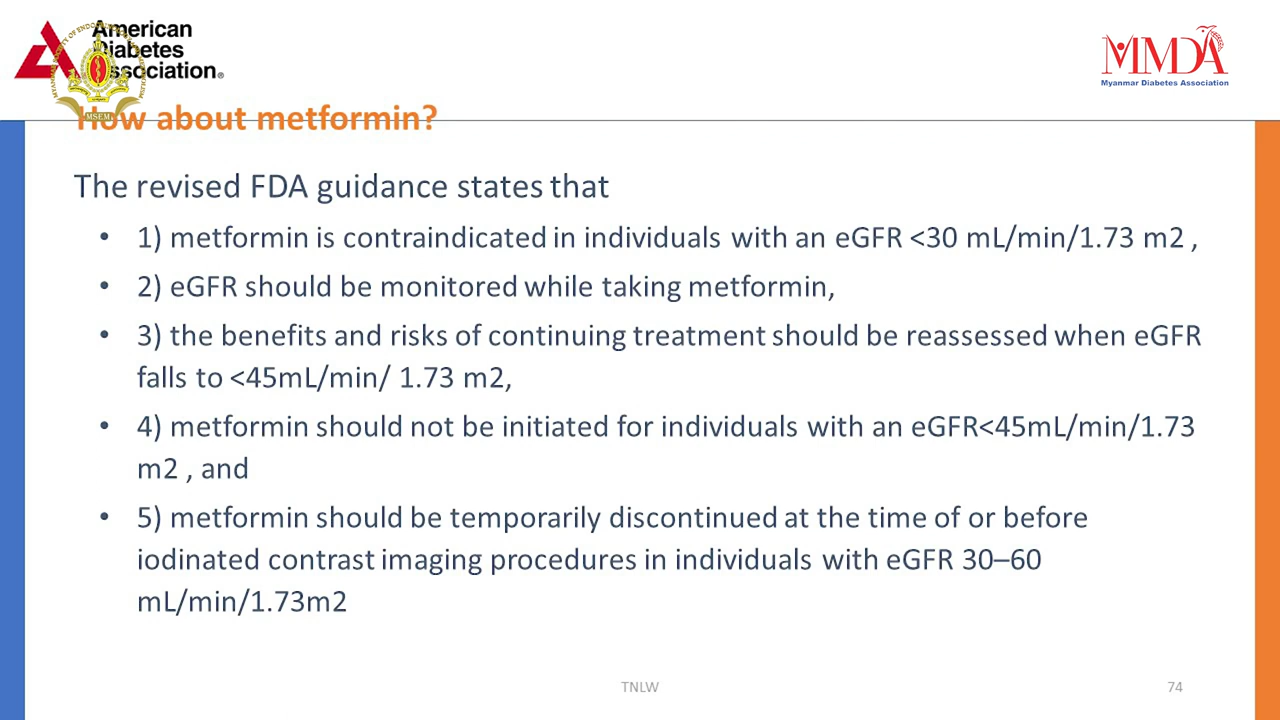 American
Diabetes
Association®
MMDA
Myanmar Diabetes Association
MSEM
How about metformin?
The revised FDA guidance states that
• 1) metformin is contraindicated in individuals with an eGFR <30 mL/min/1.73 m2 ,
• 2) eGFR should be monitored while taking metformin,
• 3) the benefits and risks of continuing treatment should be reassessed when eGFR
falls to <45mL/min/ 1.73 m2,
• 4) metformin should not be initiated for individuals with an eGFR<45mL/min/1.73
m2 , and
• 5) metformin should be temporarily discontinued at the time of or before
iodinated contrast imaging procedures in individuals with eGFR 30–60
mL/min/1.73m2
TNLW
74